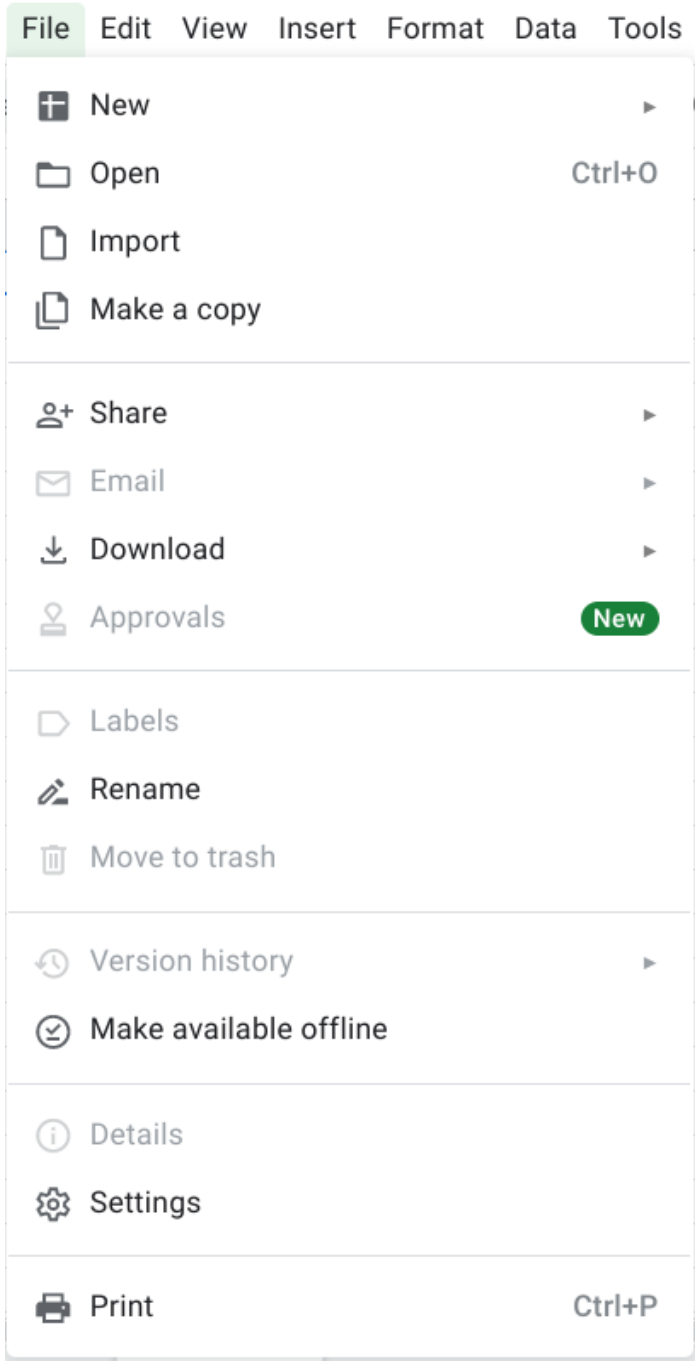 File Edit View Insert Format Data Tools
New
Open Ctrl+O
Import
Make a copy
Share
Email
Download
Approvals New
Labels
Rename
Move to trash
Version history
Make available offline
Details
Settings
Print Ctrl+P